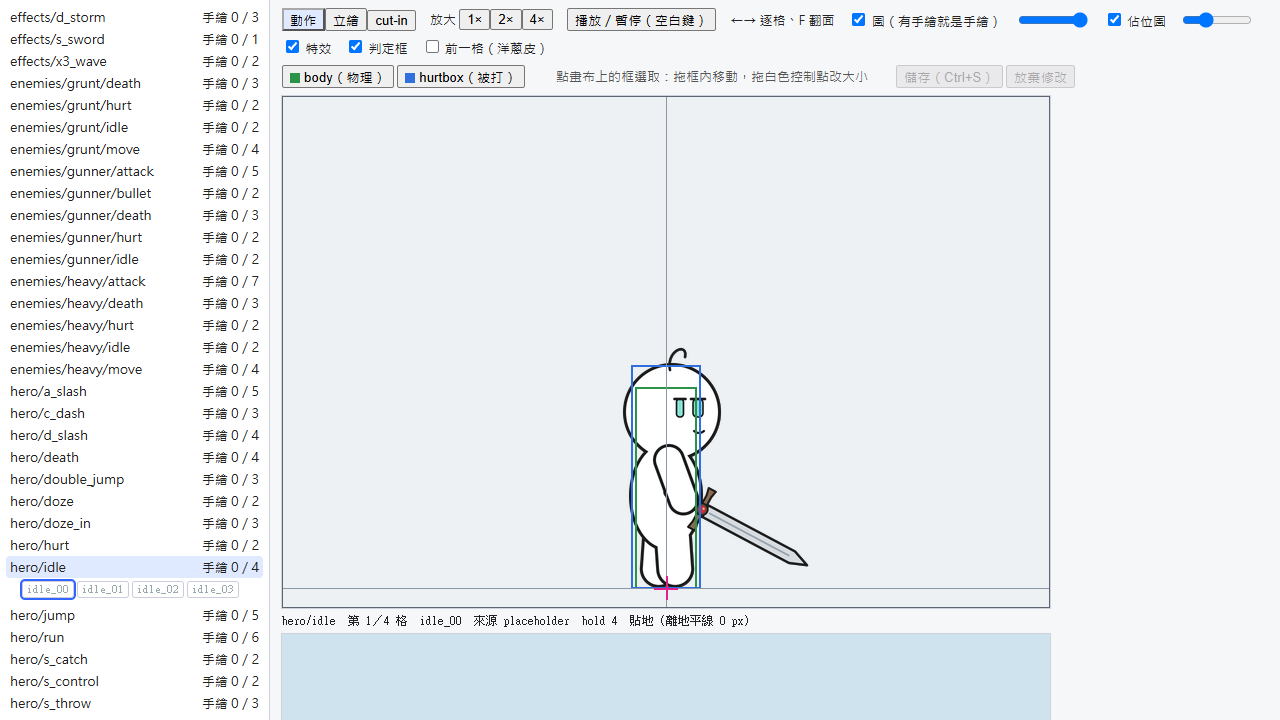 effects/d_storm 手繪 0 / 3
effects/s_sword 手繪 0 / 1
effects/x3_wave 手繪 0 / 2
enemies/grunt/death 手繪 0 / 3
enemies/grunt/hurt 手繪 0 / 2
enemies/grunt/idle 手繪 0 / 2
enemies/grunt/move 手繪 0 / 4
enemies/gunner/attack 手繪 0 / 5
enemies/gunner/bullet 手繪 0 / 2
enemies/gunner/death 手繪 0 / 3
enemies/gunner/hurt 手繪 0 / 2
enemies/gunner/idle 手繪 0 / 2
enemies/heavy/attack 手繪 0 / 7
enemies/heavy/death 手繪 0 / 3
enemies/heavy/hurt 手繪 0 / 2
enemies/heavy/idle 手繪 0 / 2
enemies/heavy/move 手繪 0 / 4
hero/a_slash 手繪 0 / 5
hero/c_dash 手繪 0 / 3
hero/d_slash 手繪 0 / 4
hero/death 手繪 0 / 4
hero/double_jump 手繪 0 / 3
hero/doze 手繪 0 / 2
hero/doze_in 手繪 0 / 3
hero/hurt 手繪 0 / 2
hero/idle 手繪 0 / 4
idle_00 idle_01 idle_02 idle_03
hero/jump 手繪 0 / 5
hero/run 手繪 0 / 6
hero/s_catch 手繪 0 / 2
hero/s_control 手繪 0 / 2
hero/s_throw 手繪 0 / 3
動作 立繪 cut-in 放大 1× 2× 4× 播放 / 暫停（空白鍵） ←→ 逐格、F 翻面 圖（有手繪就是手繪） 佔位圖
特效 判定框 前一格（洋蔥皮）
body（物理） hurtbox（被打） 點畫布上的框選取：拖框內移動，拖白色控制點改大小 儲存（Ctrl+S） 放棄修改
hero/idle 第 1/4 格 idle_00 來源 placeholder hold 4 貼地（離地平線 0 px）